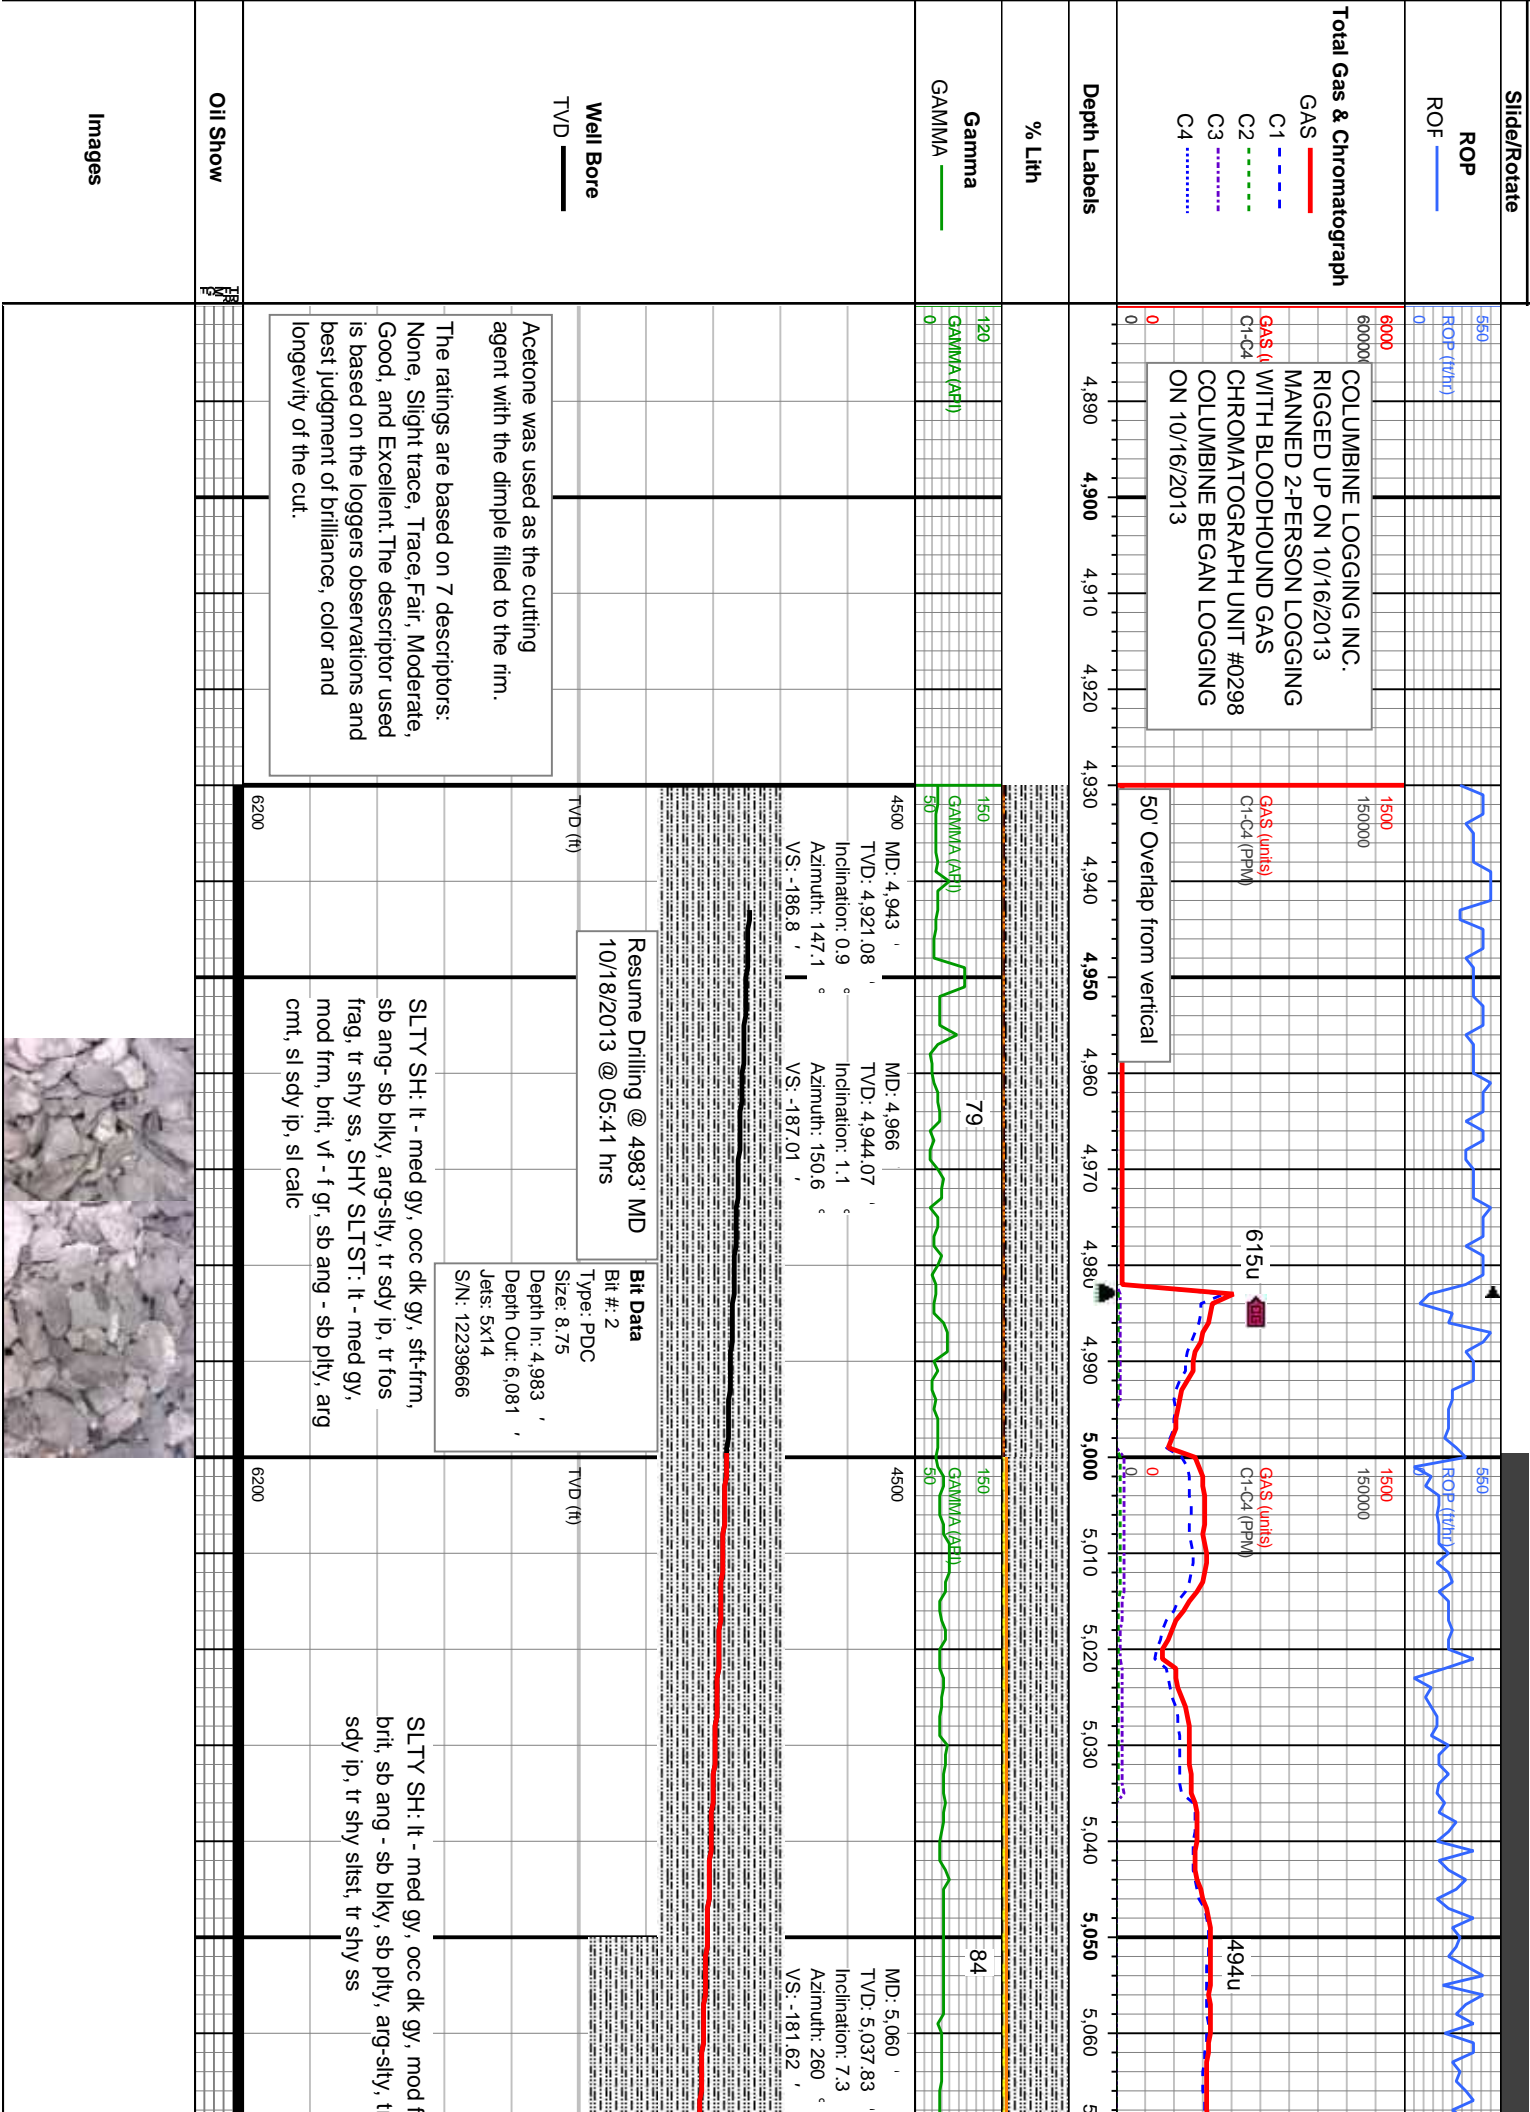 Slide/Rotate
ROP
ROP
550
ROP (ft/hr)
0
550
ROP (ft/hr)
Total Gas & Chromatograph
GAS
C1
C2
C3
C4
6000
GAS (u
0
C1-C4
0
COLUMBINE LOGGING INC.
RIGGED UP ON 10/16/2013
MANNED 2-PERSON LOGGING
WITH BLOODHOUND GAS
CHROMATOGRAPH UNIT #0298
COLUMBINE BEGAN LOGGING
ON 10/16/2013
1500
150000
GAS (units)
C1-C4 (PPM)
50' Overlap from vertical
615u
1500
150000
GAS (units)
C1-C4 (PPM)
0
0
494u
Depth Labels
4,890
4,900
4,910
4,920
4,930
4,940
4,950
4,960
4,970
4,980
4,990
5,000
5,010
5,020
5,030
5,040
5,050
5,060
% Lith
Gamma
GAMMA
120
GAMMA (API)
0
150
GAMMA (API)
50
79
150
GAMMA (API)
50
84
Well Bore
TVD
4500
TVD (ft)
6200
4500
TVD (ft)
6200
MD: 4,943 '
TVD: 4,921.08 '
Inclination: 0.9 °
Azimuth: 147.1 °
VS: -186.8 '
MD: 4,966 '
TVD: 4,944.07 '
Inclination: 1.1 °
Azimuth: 150.6 °
VS: -187.01 '
MD: 5,060 '
TVD: 5,037.83 '
Inclination: 7.3 °
Azimuth: 260 °
VS: -181.62 '
Resume Drilling @ 4983' MD
10/18/2013 @ 05:41 hrs
Bit Data
Bit #: 2
Type: PDC
Size: 8.75
Depth In: 4,983 '
Depth Out: 6,081 '
Jets: 5x14
S/N: 12239666
Acetone was used as the cutting
agent with the dimple filled to the rim.
The ratings are based on 7 descriptors:
None, Slight trace, Trace,Fair, Moderate,
Good, and Excellent.The descriptor used
is based on the loggers observations and
best judgment of brilliance, color and
longevity of the cut.
SLTY SH: lt - med gy, occ dk gy, sft-frm,
sb ang- sb blky, arg-slty, tr sdy ip, tr fos
frag, tr shy ss, SHY SLTST: lt - med gy,
mod frm, brit, vf - f gr, sb ang - sb plty, arg
cmt, sl sdy ip, sl calc
SLTY SH: lt - med gy, occ dk gy, mod f
brit, sb ang - sb blky, sb plty, arg-slty, t
sdy ip, tr shy sltst, tr shy ss
Oil Show
Images